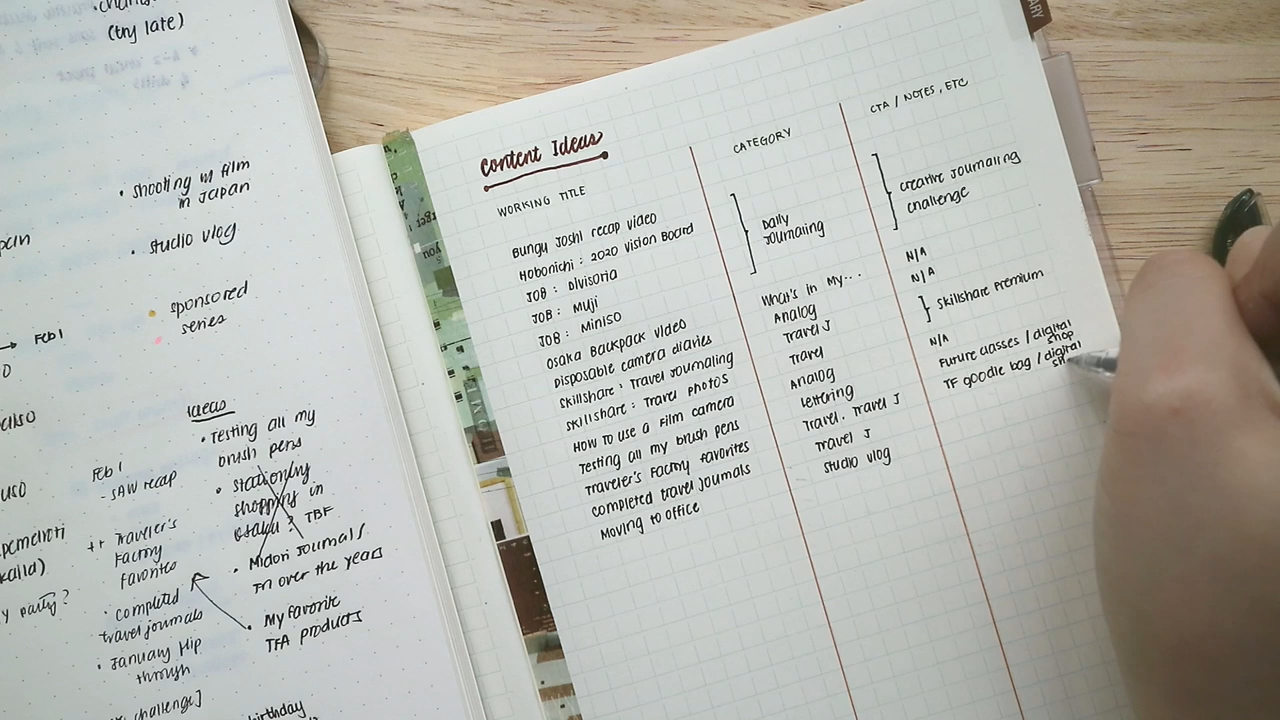 (try late)
• shooting w film
in Japan
• studio vlog
• sponsored
series
→ Feb 1
Ideas
• Testing all my
brush pens
• stationery
shopping in
osaka? TBF
• Midori Journals
TN over the years
• My favorite
TFA products
Feb 1
- SAW recap
++ Traveler's
Factory
favorites
• completed
travel journals
• January flip
through
challenge]
birthday
party?
Content Ideas
WORKING TITLE
Bungu Joshi recap video
Hobonichi : 2020 Vision Board
JOB : Divisoria
JOB : Muji
JOB : Miniso
Osaka Backpack video
Disposable camera diaries
Skillshare : Travel Journaling
Skillshare : Travel photos
How to use a Film camera
Testing all my brush pens
Traveler's Factory favorites
completed travel journals
Moving to office
CATEGORY
Daily
Journaling
What's in my...
Analog
Travel J
Travel
Analog
lettering
Travel. Travel J
Travel J
studio vlog
CTA / NOTES, ETC
creative journaling
challenge
N/A
N/A
Skillshare Premium
N/A
Future classes / digital
shop
TF goodie bag / digital